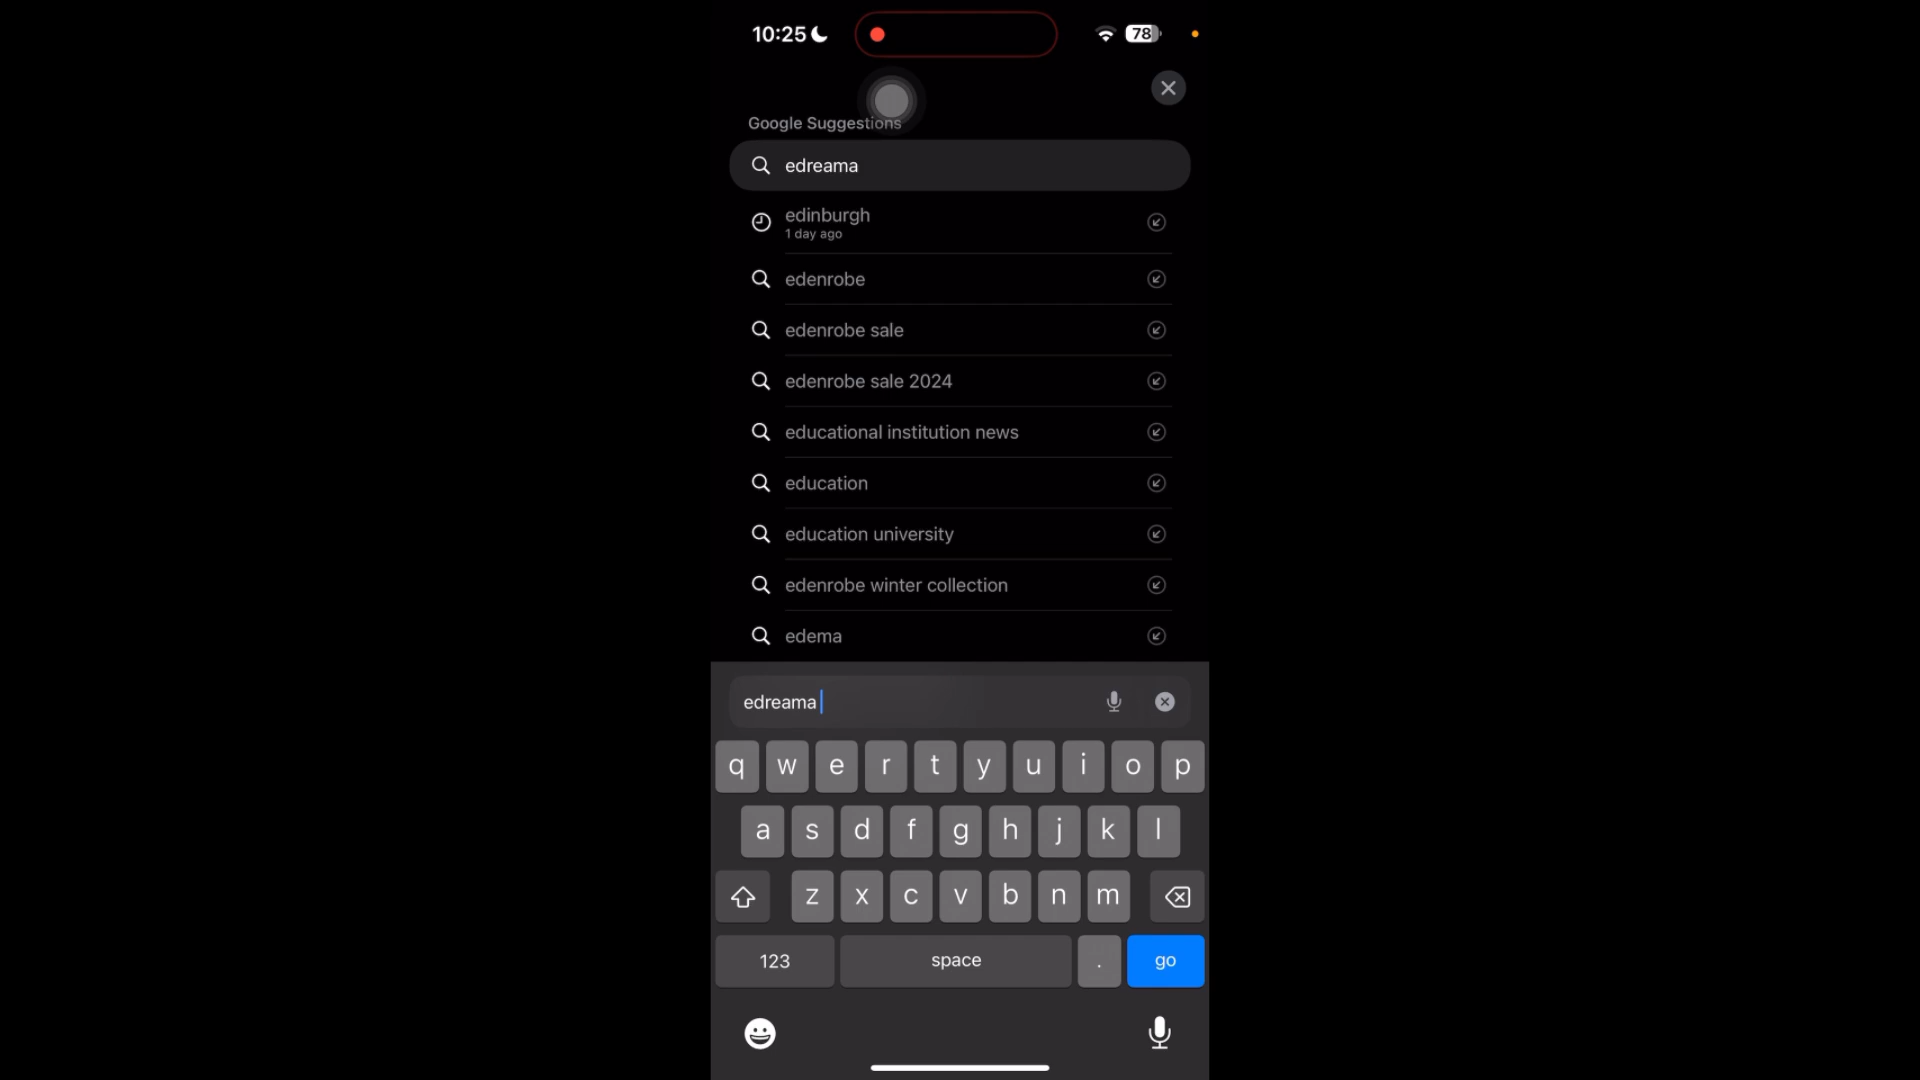 10:25
78
Google Suggestions
edreama
edinburgh
1 day ago
edenrobe
edenrobe sale
edenrobe sale 2024
educational institution news
education
education university
edenrobe winter collection
edema
edreama
q w e r t y u i o p
a s d f g h j k l
z x c v b n m
123 space . go